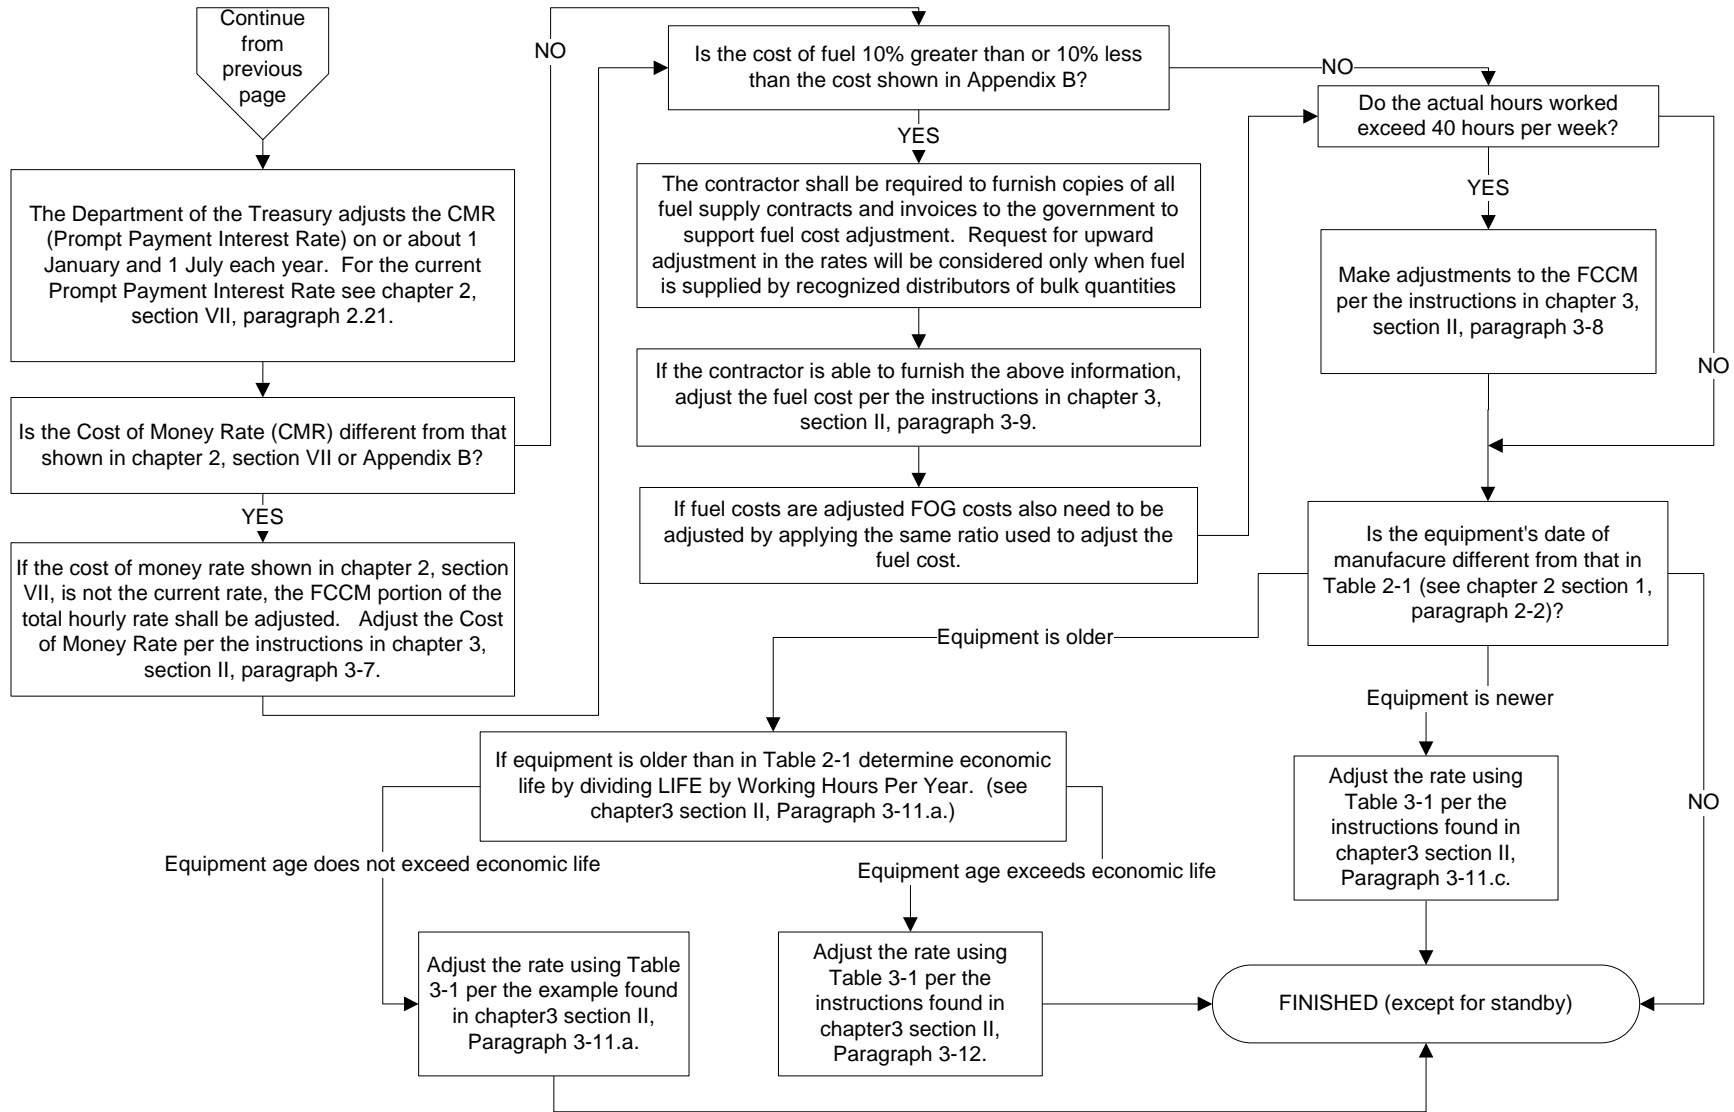 Continue
from
previous
page
The Department of the Treasury adjusts the CMR
(Prompt Payment Interest Rate) on or about 1
January and 1 July each year.  For the current
Prompt Payment Interest Rate see chapter 2,
section VII, paragraph 2.21.
Is the Cost of Money Rate (CMR) different from that
shown in chapter 2, section VII or Appendix B?
NO
YES
If the cost of money rate shown in chapter 2, section
VII, is not the current rate, the FCCM portion of the
total hourly rate shall be adjusted.   Adjust the Cost
of Money Rate per the instructions in chapter 3,
section II, paragraph 3-7.
Is the cost of fuel 10% greater than or 10% less
than the cost shown in Appendix B?
NO
YES
The contractor shall be required to furnish copies of all
fuel supply contracts and invoices to the government to
support fuel cost adjustment.  Request for upward
adjustment in the rates will be considered only when fuel
is supplied by recognized distributors of bulk quantities
If the contractor is able to furnish the above information,
adjust the fuel cost per the instructions in chapter 3,
section II, paragraph 3-9.
If fuel costs are adjusted FOG costs also need to be
adjusted by applying the same ratio used to adjust the
fuel cost.
Do the actual hours worked
exceed 40 hours per week?
YES
NO
Make adjustments to the FCCM
per the instructions in chapter 3,
section II, paragraph 3-8
Is the equipment's date of
manufacure different from that in
Table 2-1 (see chapter 2 section 1,
paragraph 2-2)?
Equipment is older
Equipment is newer
NO
If equipment is older than in Table 2-1 determine economic
life by dividing LIFE by Working Hours Per Year.  (see
chapter3 section II, Paragraph 3-11.a.)
Equipment age does not exceed economic life
Equipment age exceeds economic life
Adjust the rate using Table
3-1 per the example found
in chapter3 section II,
Paragraph 3-11.a.
Adjust the rate using
Table 3-1 per the
instructions found in
chapter3 section II,
Paragraph 3-12.
Adjust the rate using
Table 3-1 per the
instructions found in
chapter3 section II,
Paragraph 3-11.c.
FINISHED (except for standby)